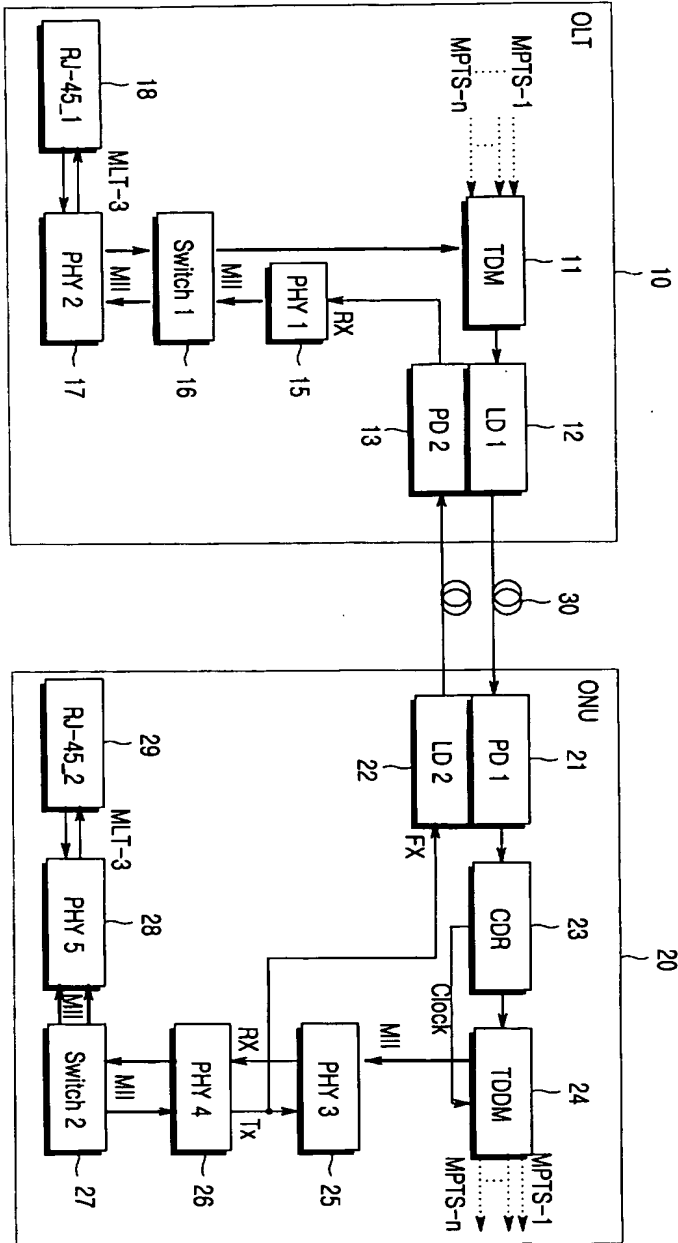 OLT
10
MPTS-1
MPTS-n
TDM
11
LD 1
12
PD 2
13
RX
PHY 1
15
MII
Switch 1
16
MII
PHY 2
17
MLT-3
RJ-45_1
18
30
ONU
20
PD 1
21
LD 2
22
FX
CDR
23
Clock
TDDM
24
MPTS-1
MPTS-n
MII
PHY 3
25
RX
Tx
PHY 4
26
MII
Switch 2
27
MII
PHY 5
28
MLT-3
RJ-45_2
29